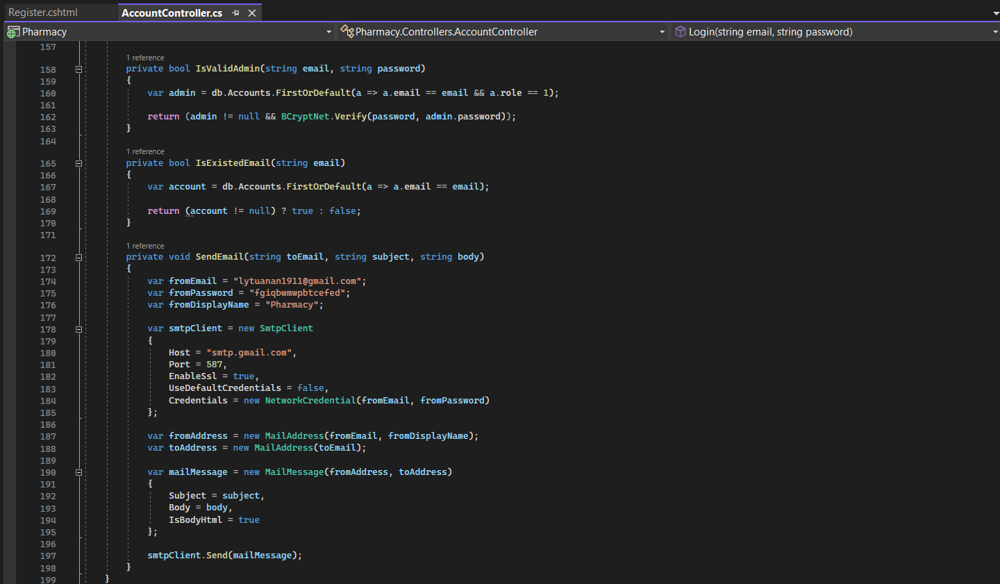 Register.cshtml AccountController.cs
Pharmacy Pharmacy.Controllers.AccountController Login(string email, string password)
157
1 reference
158 private bool IsValidAdmin(string email, string password)
159 {
160 var admin = db.Accounts.FirstOrDefault(a => a.email == email && a.role == 1);
161
162 return (admin != null && BCryptNet.Verify(password, admin.password));
163 }
164
1 reference
165 private bool IsExistedEmail(string email)
166 {
167 var account = db.Accounts.FirstOrDefault(a => a.email == email);
168
169 return (account != null) ? true : false;
170 }
171
1 reference
172 private void SendEmail(string toEmail, string subject, string body)
173 {
174 var fromEmail = "lytuanan1911@gmail.com";
175 var fromPassword = "fgiqbwmwpbtcefed";
176 var fromDisplayName = "Pharmacy";
177
178 var smtpClient = new SmtpClient
179 {
180 Host = "smtp.gmail.com",
181 Port = 587,
182 EnableSsl = true,
183 UseDefaultCredentials = false,
184 Credentials = new NetworkCredential(fromEmail, fromPassword)
185 };
186
187 var fromAddress = new MailAddress(fromEmail, fromDisplayName);
188 var toAddress = new MailAddress(toEmail);
189
190 var mailMessage = new MailMessage(fromAddress, toAddress)
191 {
192 Subject = subject,
193 Body = body,
194 IsBodyHtml = true
195 };
196
197 smtpClient.Send(mailMessage);
198 }
199 }